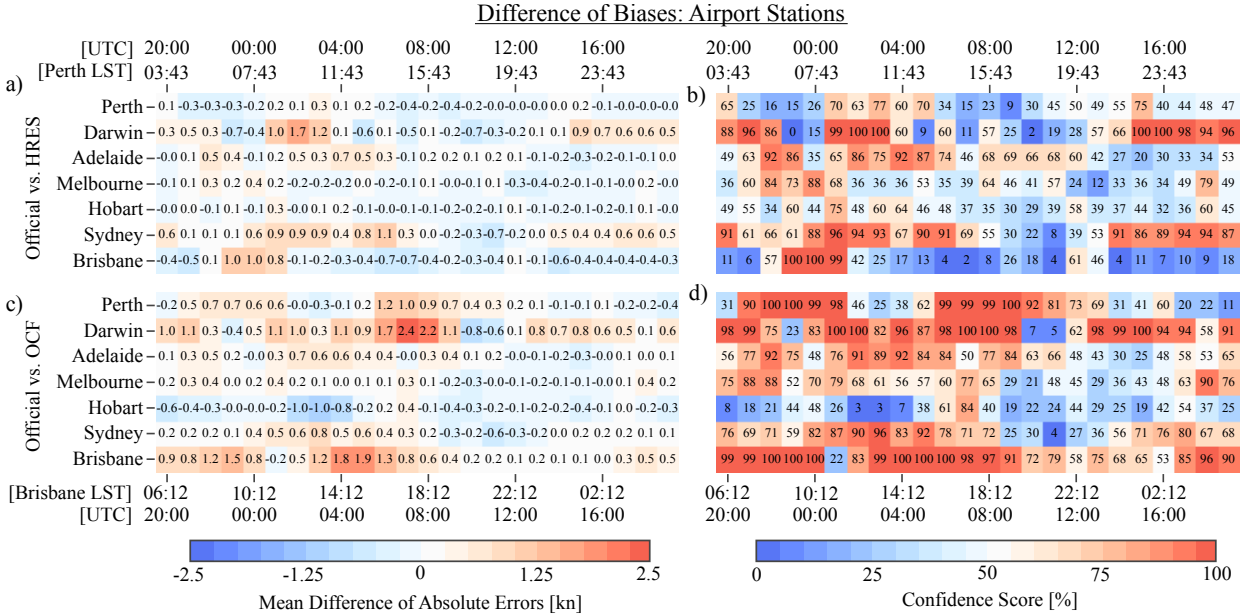 Difference of Biases: Airport Stations
[UTC] 20:00 00:00 04:00 08:00 12:00 16:00 20:00 00:00 04:00 08:00 12:00 16:00
[Perth LST] 03:43 07:43 11:43 15:43 19:43 23:43 03:43 07:43 11:43 15:43 19:43 23:43
a)
Official vs. HRES
Perth 0.1 -0.3 -0.3 -0.3 -0.2 0.2 0.1 0.3 0.1 0.2 -0.2 -0.4 -0.2 -0.4 -0.2 -0.0 -0.0 -0.0 0.0 0.2 -0.1 -0.0 -0.0 -0.0
Darwin 0.3 0.5 0.3 -0.7 -0.4 1.0 1.7 1.2 0.1 -0.6 0.1 -0.5 0.1 -0.2 -0.7 -0.3 -0.2 0.1 0.1 0.9 0.7 0.6 0.6 0.5
Adelaide -0.0 0.1 0.5 0.4 -0.1 0.2 0.5 0.3 0.7 0.5 0.3 -0.1 0.2 0.2 0.1 0.2 0.1 -0.1 -0.2 -0.3 -0.2 -0.1 -0.1 0.0
Melbourne -0.1 0.1 0.3 0.2 0.4 0.2 -0.2 -0.2 -0.2 0.0 -0.2 -0.1 0.1 -0.0 -0.1 0.1 -0.3 -0.4 -0.2 -0.1 -0.1 -0.0 0.2 -0.0
Hobart -0.0 0.0 -0.1 0.1 -0.1 0.3 -0.0 0.1 0.2 -0.1 -0.0 -0.1 -0.1 -0.2 -0.2 -0.1 0.1 -0.1 -0.0 -0.1 -0.2 -0.1 0.1 -0.0
Sydney 0.6 0.1 0.1 0.1 0.6 0.9 0.9 0.9 0.4 0.8 1.1 0.3 0.0 0.0 -0.2 -0.3 -0.7 -0.2 0.0 0.5 0.4 0.4 0.6 0.6 0.5
Brisbane -0.4 -0.5 0.1 1.0 1.0 0.8 -0.1 -0.2 -0.3 -0.4 -0.7 -0.7 -0.4 -0.2 -0.3 -0.4 0.1 -0.0 -0.4 -0.6 -0.4 -0.4 -0.4 -0.3
b)
65 25 16 15 26 70 63 77 60 70 34 15 23 9 30 45 50 49 55 75 40 44 48 47
88 96 86 0 15 99 100 100 60 9 60 11 57 25 2 19 28 57 66 100 100 98 94 96
49 63 92 86 35 65 86 75 92 87 74 46 68 69 66 68 60 42 27 20 30 33 34 53
36 60 84 73 88 68 36 36 36 53 35 39 64 46 41 57 24 12 33 36 34 49 79 49
49 55 34 60 44 75 48 60 64 46 48 37 35 30 29 39 58 39 37 44 32 36 60 45
91 61 66 61 88 96 94 93 67 90 91 69 55 30 22 8 39 53 91 86 89 94 94 87
11 6 57 100 100 99 42 25 17 13 4 2 8 26 18 4 61 46 4 11 7 10 9 18
c)
Official vs. OCF
Perth -0.2 0.5 0.7 0.7 0.6 0.6 -0.0 -0.3 -0.1 0.2 1.2 1.0 0.9 0.7 0.4 0.3 0.2 0.1 -0.1 -0.1 0.1 -0.2 -0.2 -0.4
Darwin 1.0 1.1 0.3 -0.4 0.5 1.1 1.0 0.3 1.1 0.9 1.7 2.4 2.2 1.1 -0.8 -0.6 0.1 0.8 0.7 0.8 0.6 0.5 0.1 0.6
Adelaide 0.1 0.3 0.5 0.2 -0.0 0.3 0.7 0.6 0.6 0.4 0.4 -0.0 0.3 0.4 0.1 0.2 -0.1 -0.2 -0.1 -0.3 -0.0 0.1 0.0 0.1
Melbourne 0.2 0.3 0.4 0.0 0.2 0.4 0.2 0.1 0.0 0.1 0.1 0.3 0.1 -0.2 -0.3 -0.0 -0.1 -0.2 -0.1 -0.1 -0.0 0.1 0.4 0.2
Hobart -0.6 -0.4 -0.3 -0.0 -0.0 -0.2 -1.0 -1.0 -0.8 -0.2 0.2 0.4 -0.1 -0.4 -0.3 -0.2 -0.0 -0.2 -0.1 -0.2 -0.0 0.0 -0.2 -0.3
Sydney 0.2 0.2 0.2 0.1 0.4 0.5 0.6 0.8 0.5 0.6 0.4 0.3 0.2 -0.2 -0.2 -0.6 -0.3 -0.2 0.0 0.2 0.2 0.2 0.1 0.1
Brisbane 0.9 0.8 1.2 1.5 0.8 -0.2 0.5 1.3 1.8 1.9 1.3 0.8 0.6 0.4 0.2 0.2 0.0 0.2 0.1 0.1 0.0 0.3 0.5 0.5
d)
31 90 100 100 99 98 46 25 38 62 99 99 99 100 92 81 73 69 31 41 60 20 22 11
98 99 75 23 83 100 100 82 96 87 98 100 100 98 7 5 62 98 99 100 94 94 58 91
56 77 92 75 48 76 91 89 92 84 84 50 77 84 63 66 48 43 30 25 48 58 53 65
75 88 88 52 70 79 68 61 56 57 60 77 65 29 21 48 45 29 36 43 48 63 90 76
8 18 21 44 48 26 3 3 7 38 61 84 40 19 22 24 44 29 25 19 42 54 37 25
76 69 71 59 82 87 90 96 83 92 78 71 72 25 30 4 27 36 56 71 76 80 67 68
99 99 100 100 100 22 83 99 100 100 100 98 97 91 72 79 58 75 68 65 53 85 96 90
[Brisbane LST] 06:12 10:12 14:12 18:12 22:12 02:12 06:12 10:12 14:12 18:12 22:12 02:12
[UTC] 20:00 00:00 04:00 08:00 12:00 16:00 20:00 00:00 04:00 08:00 12:00 16:00
-2.5 -1.25 0 1.25 2.5
Mean Difference of Absolute Errors [kn]
0 25 50 75 100
Confidence Score [%]